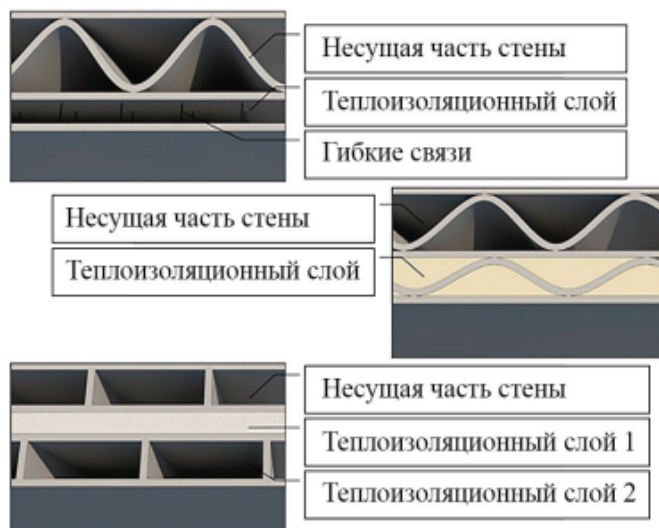 Несущая часть стены
Теплоизоляционный слой
Гибкие связи
Несущая часть стены
Теплоизоляционный слой
Несущая часть стены
Теплоизоляционный слой 1
Теплоизоляционный слой 2